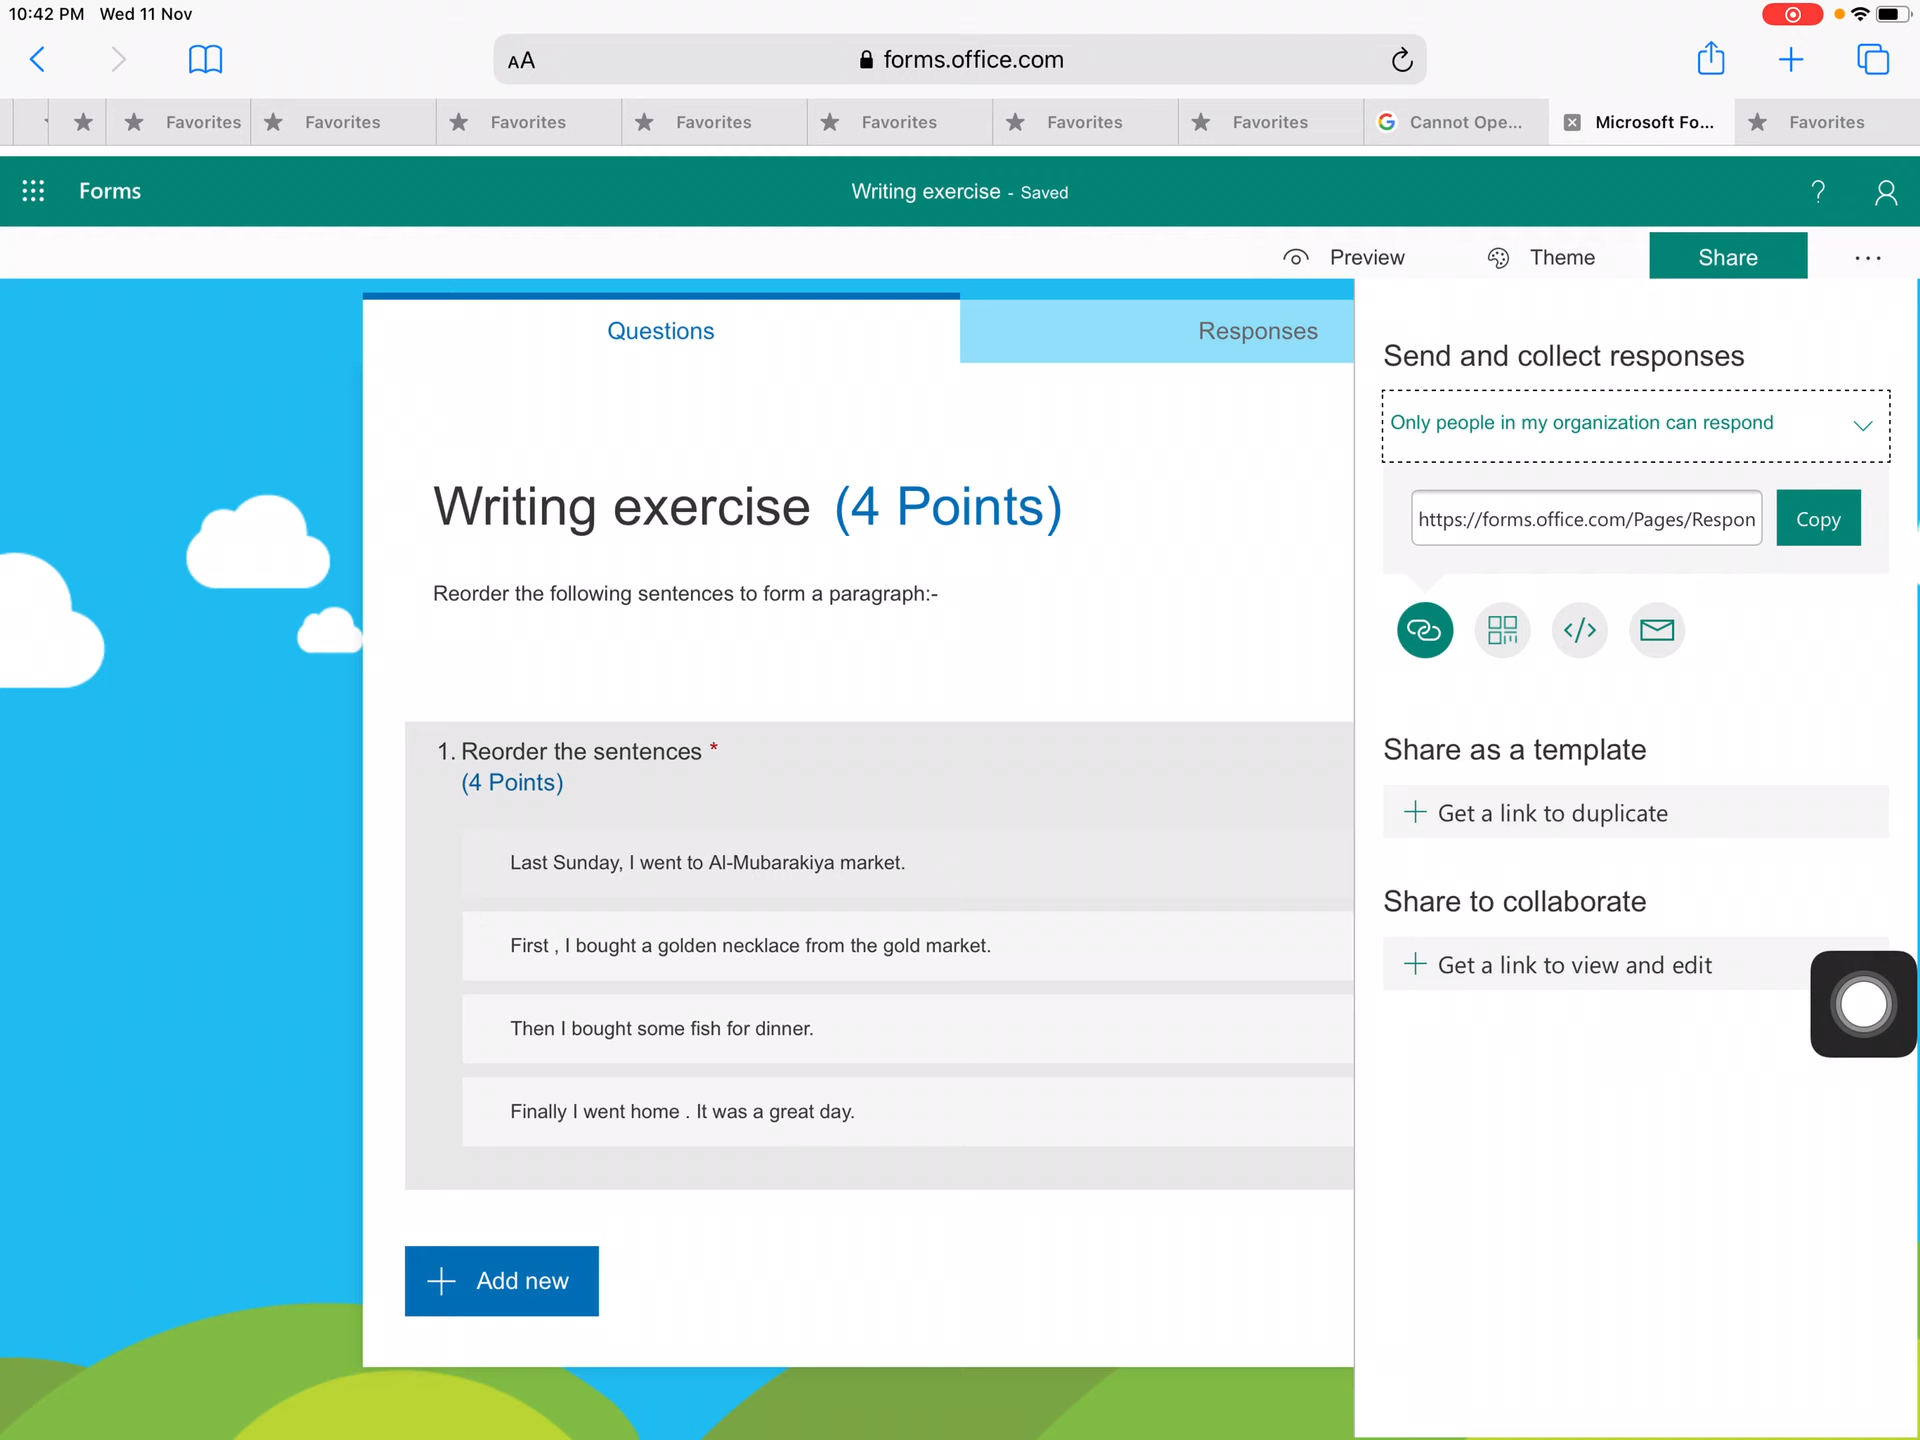 10:42 PM Wed 11 Nov
AA forms.office.com
Favorites Favorites Favorites Favorites Favorites Favorites Favorites Cannot Ope... Microsoft Fo... Favorites
Forms Writing exercise - Saved ?
Preview Theme Share ...
Questions Responses
Send and collect responses
Only people in my organization can respond
https://forms.office.com/Pages/Respon Copy
Writing exercise (4 Points)
Reorder the following sentences to form a paragraph:-
</>
1. Reorder the sentences *
(4 Points)
Last Sunday, I went to Al-Mubarakiya market.
First , I bought a golden necklace from the gold market.
Then I bought some fish for dinner.
Finally I went home . It was a great day.
Add new
Share as a template
Get a link to duplicate
Share to collaborate
Get a link to view and edit